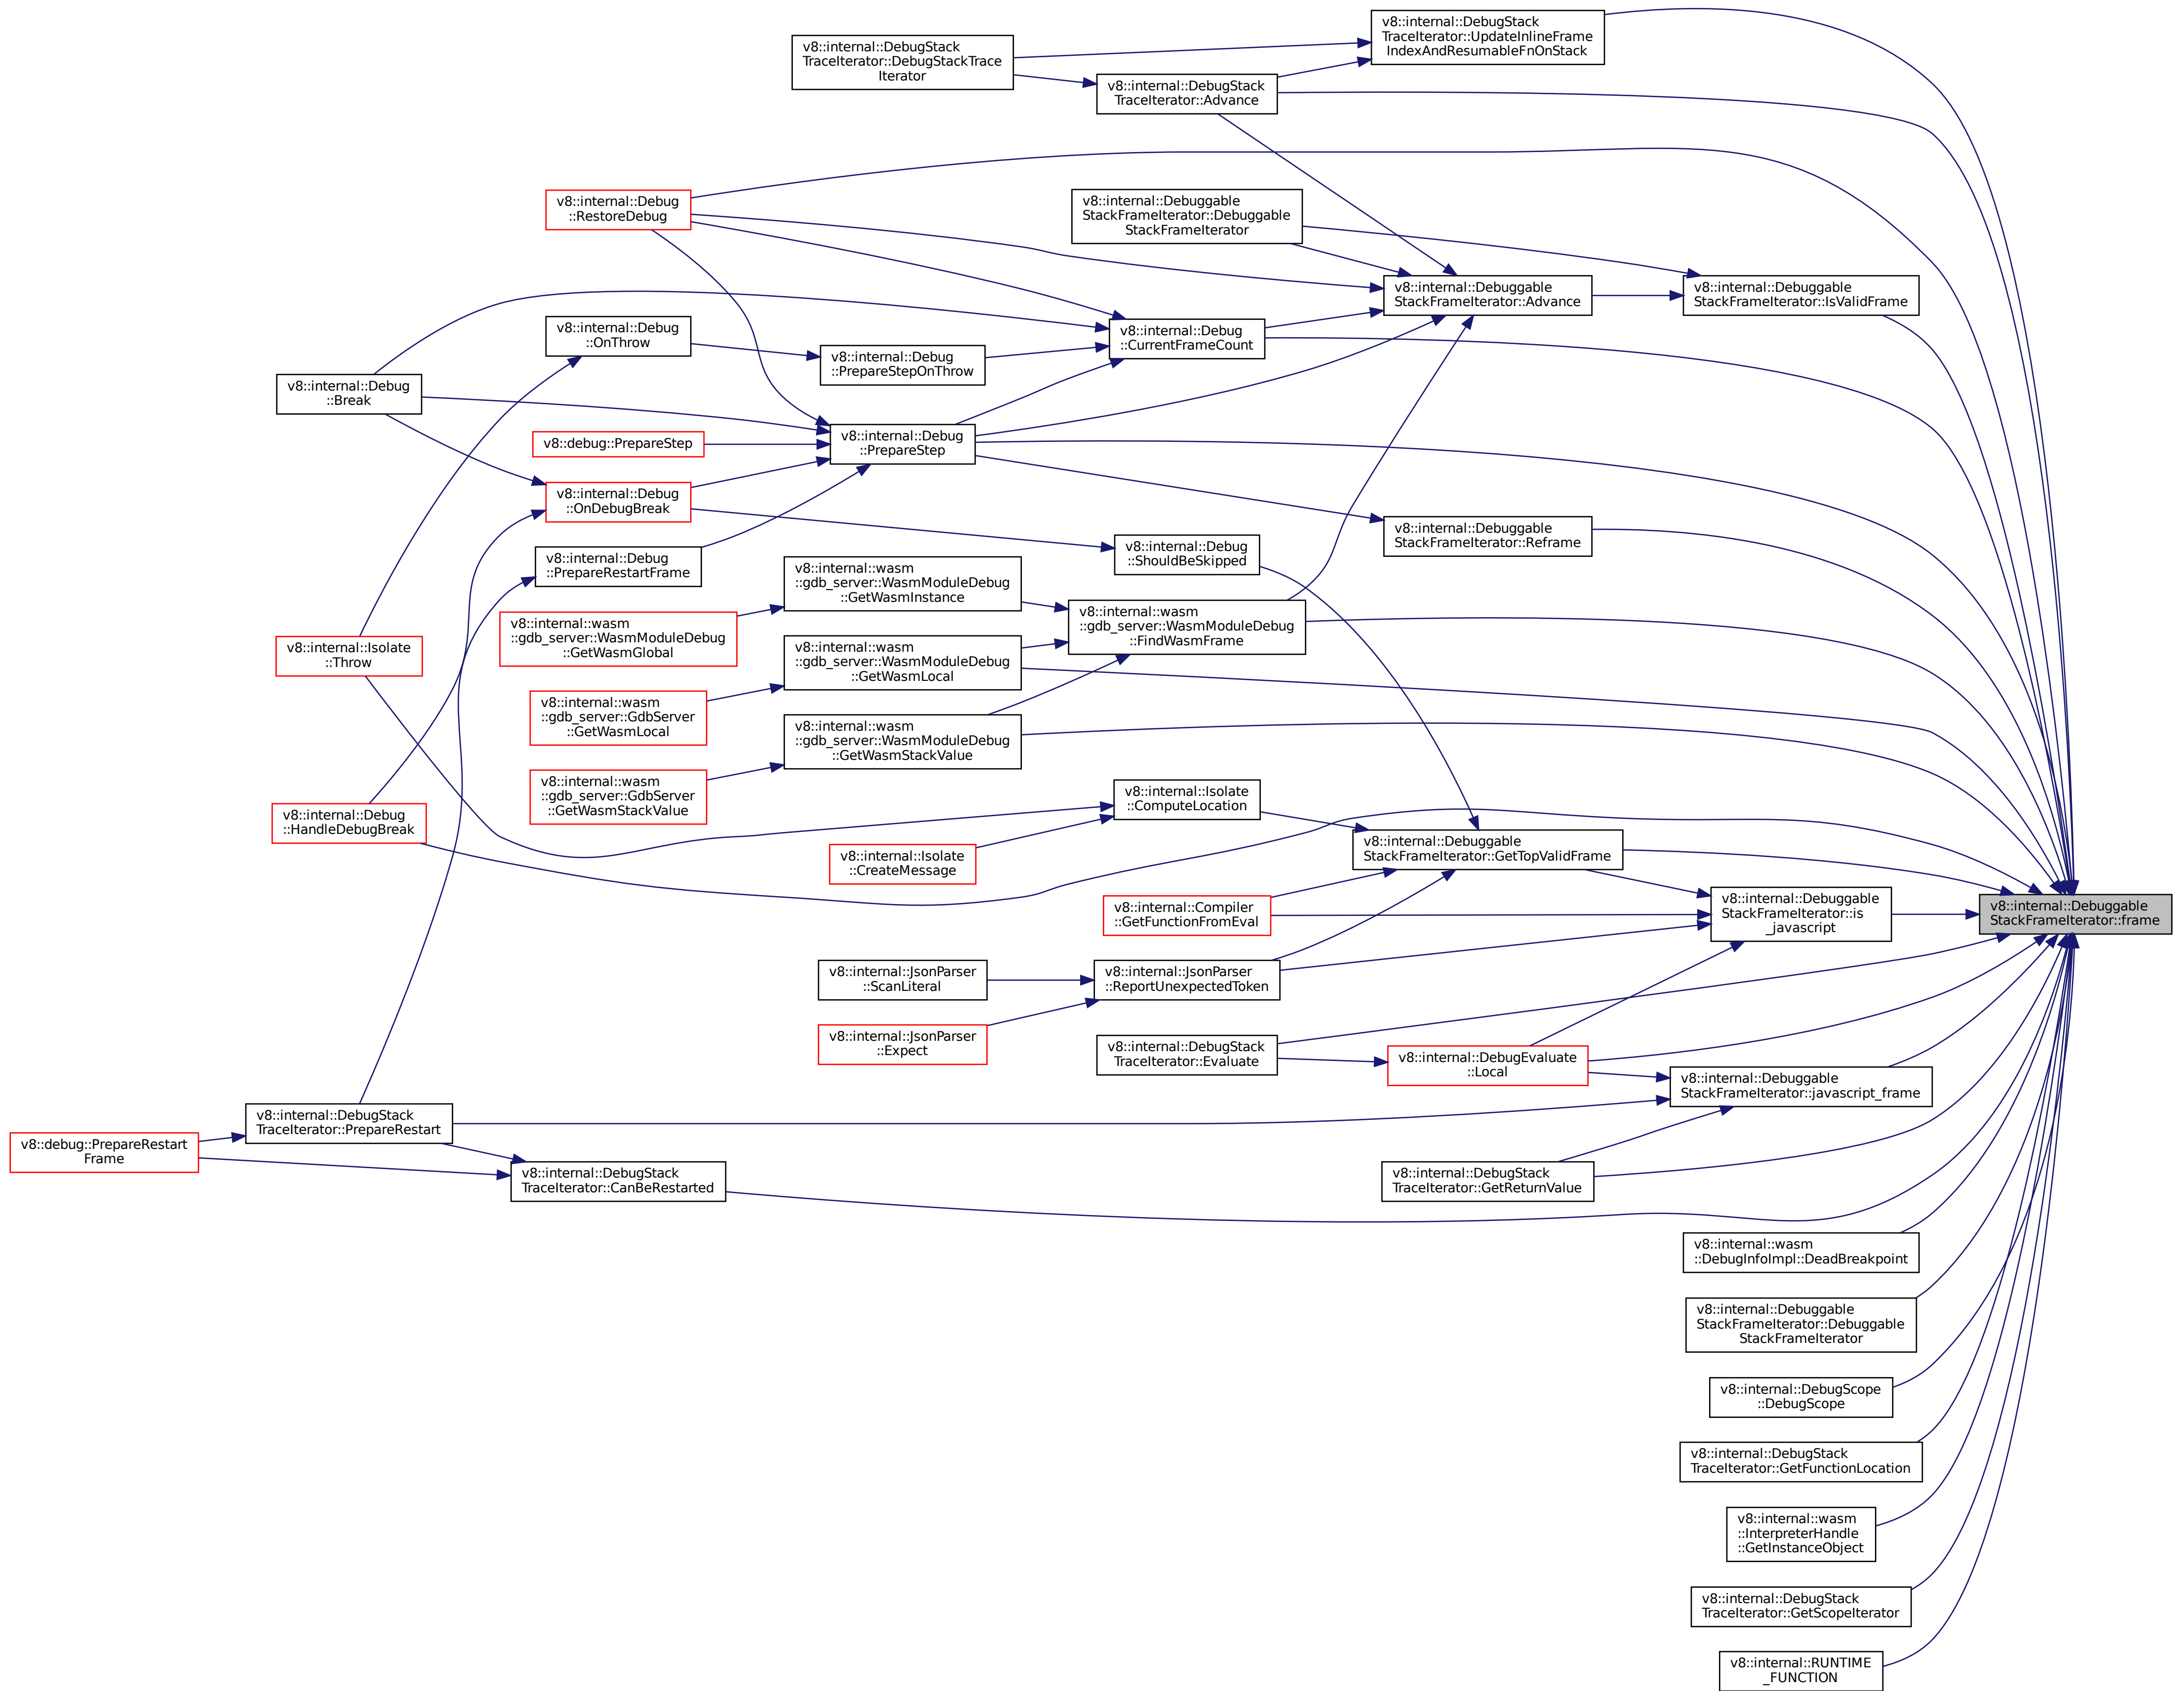 v8::internal::DebugStack
TraceIterator::UpdateInlineFrame
IndexAndResumableFnOnStack
v8::internal::DebugStack
TraceIterator::DebugStackTrace
Iterator
v8::internal::DebugStack
TraceIterator::Advance
v8::internal::Debug
::RestoreDebug
v8::internal::Debuggable
StackFrameIterator::Debuggable
StackFrameIterator
v8::internal::Debuggable
StackFrameIterator::Advance
v8::internal::Debuggable
StackFrameIterator::IsValidFrame
v8::internal::Debug
::OnThrow
v8::internal::Debug
::CurrentFrameCount
v8::internal::Debug
::PrepareStepOnThrow
v8::internal::Debug
::Break
v8::debug::PrepareStep
v8::internal::Debug
::PrepareStep
v8::internal::Debug
::OnDebugBreak
v8::internal::Debuggable
StackFrameIterator::Reframe
v8::internal::Debug
::ShouldBeSkipped
v8::internal::Debug
::PrepareRestartFrame
v8::internal::wasm
::gdb_server::WasmModuleDebug
::GetWasmInstance
v8::internal::wasm
::gdb_server::WasmModuleDebug
::GetWasmGlobal
v8::internal::wasm
::gdb_server::WasmModuleDebug
::FindWasmFrame
v8::internal::Isolate
::Throw
v8::internal::wasm
::gdb_server::WasmModuleDebug
::GetWasmLocal
v8::internal::wasm
::gdb_server::GdbServer
::GetWasmLocal
v8::internal::wasm
::gdb_server::WasmModuleDebug
::GetWasmStackValue
v8::internal::wasm
::gdb_server::GdbServer
::GetWasmStackValue
v8::internal::Isolate
::ComputeLocation
v8::internal::Debug
::HandleDebugBreak
v8::internal::Isolate
::CreateMessage
v8::internal::Debuggable
StackFrameIterator::GetTopValidFrame
v8::internal::Compiler
::GetFunctionFromEval
v8::internal::Debuggable
StackFrameIterator::is
_javascript
v8::internal::Debuggable
StackFrameIterator::frame
v8::internal::JsonParser
::ScanLiteral
v8::internal::JsonParser
::ReportUnexpectedToken
v8::internal::JsonParser
::Expect
v8::internal::DebugStack
TraceIterator::Evaluate
v8::internal::DebugEvaluate
::Local
v8::internal::Debuggable
StackFrameIterator::javascript_frame
v8::internal::DebugStack
TraceIterator::PrepareRestart
v8::debug::PrepareRestart
Frame
v8::internal::DebugStack
TraceIterator::CanBeRestarted
v8::internal::DebugStack
TraceIterator::GetReturnValue
v8::internal::wasm
::DebugInfoImpl::DeadBreakpoint
v8::internal::Debuggable
StackFrameIterator::Debuggable
StackFrameIterator
v8::internal::DebugScope
::DebugScope
v8::internal::DebugStack
TraceIterator::GetFunctionLocation
v8::internal::wasm
::InterpreterHandle
::GetInstanceObject
v8::internal::DebugStack
TraceIterator::GetScopeIterator
v8::internal::RUNTIME
_FUNCTION